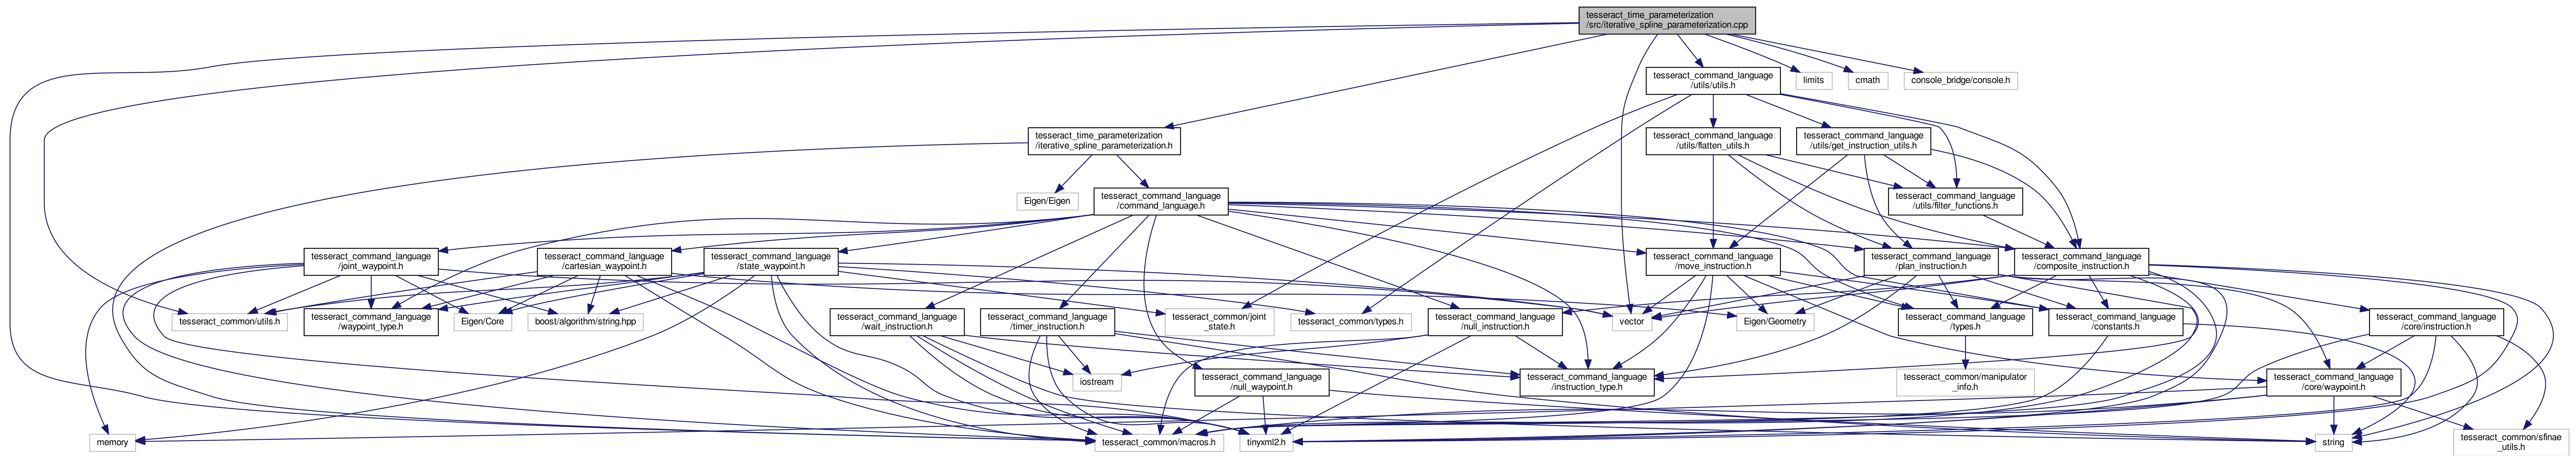 tesseract_time_parameterization
/src/iterative_spline_parameterization.cpp
tesseract_command_language
/utils/utils.h
limits
cmath
console_bridge/console.h
tesseract_time_parameterization
/iterative_spline_parameterization.h
tesseract_command_language
/utils/flatten_utils.h
tesseract_command_language
/utils/get_instruction_utils.h
Eigen/Eigen
tesseract_command_language
/command_language.h
tesseract_command_language
/utils/filter_functions.h
tesseract_command_language
/joint_waypoint.h
tesseract_command_language
/cartesian_waypoint.h
tesseract_command_language
/state_waypoint.h
tesseract_command_language
/move_instruction.h
tesseract_command_language
/plan_instruction.h
tesseract_command_language
/composite_instruction.h
tesseract_common/utils.h
tesseract_command_language
/waypoint_type.h
Eigen/Core
boost/algorithm/string.hpp
tesseract_command_language
/wait_instruction.h
tesseract_command_language
/timer_instruction.h
tesseract_common/joint
_state.h
tesseract_common/types.h
tesseract_command_language
/null_instruction.h
vector
Eigen/Geometry
tesseract_command_language
/types.h
tesseract_command_language
/constants.h
tesseract_command_language
/core/instruction.h
iostream
tesseract_command_language
/null_waypoint.h
tesseract_command_language
/instruction_type.h
tesseract_common/manipulator
_info.h
tesseract_command_language
/core/waypoint.h
memory
tesseract_common/macros.h
tinyxml2.h
string
tesseract_common/sfinae
_utils.h